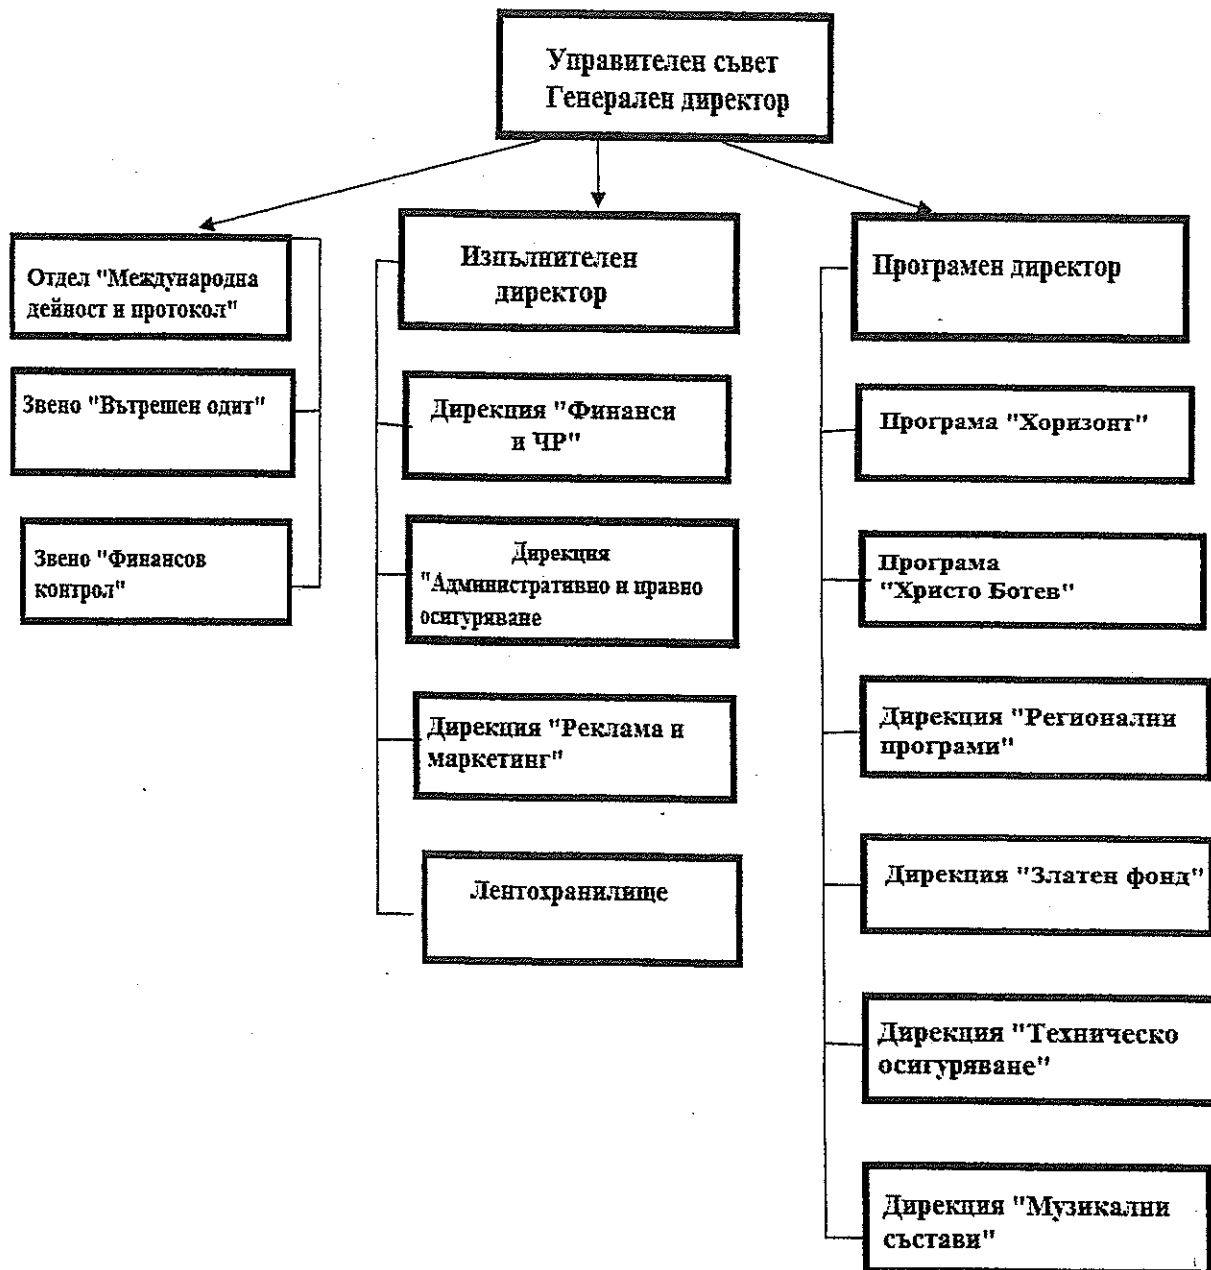 Управителен съвет
Генерален директор
Отдел "Международна
дейност и протокол"
Звено "Вътрешен одит"
Звено "Финансов
контрол"
Изпълнителен
директор
Дирекция "Финанси
и ЧР"
Дирекция
"Административно и правно
осигуряване
Дирекция "Реклама и
маркетинг"
Лентохранилище
Програмен директор
Програма "Хоризонт"
Програма
"Христо Ботев"
Дирекция "Регионални
програми"
Дирекция "Златен фонд"
Дирекция "Техническо
осигуряване"
Дирекция "Музикални
състави"